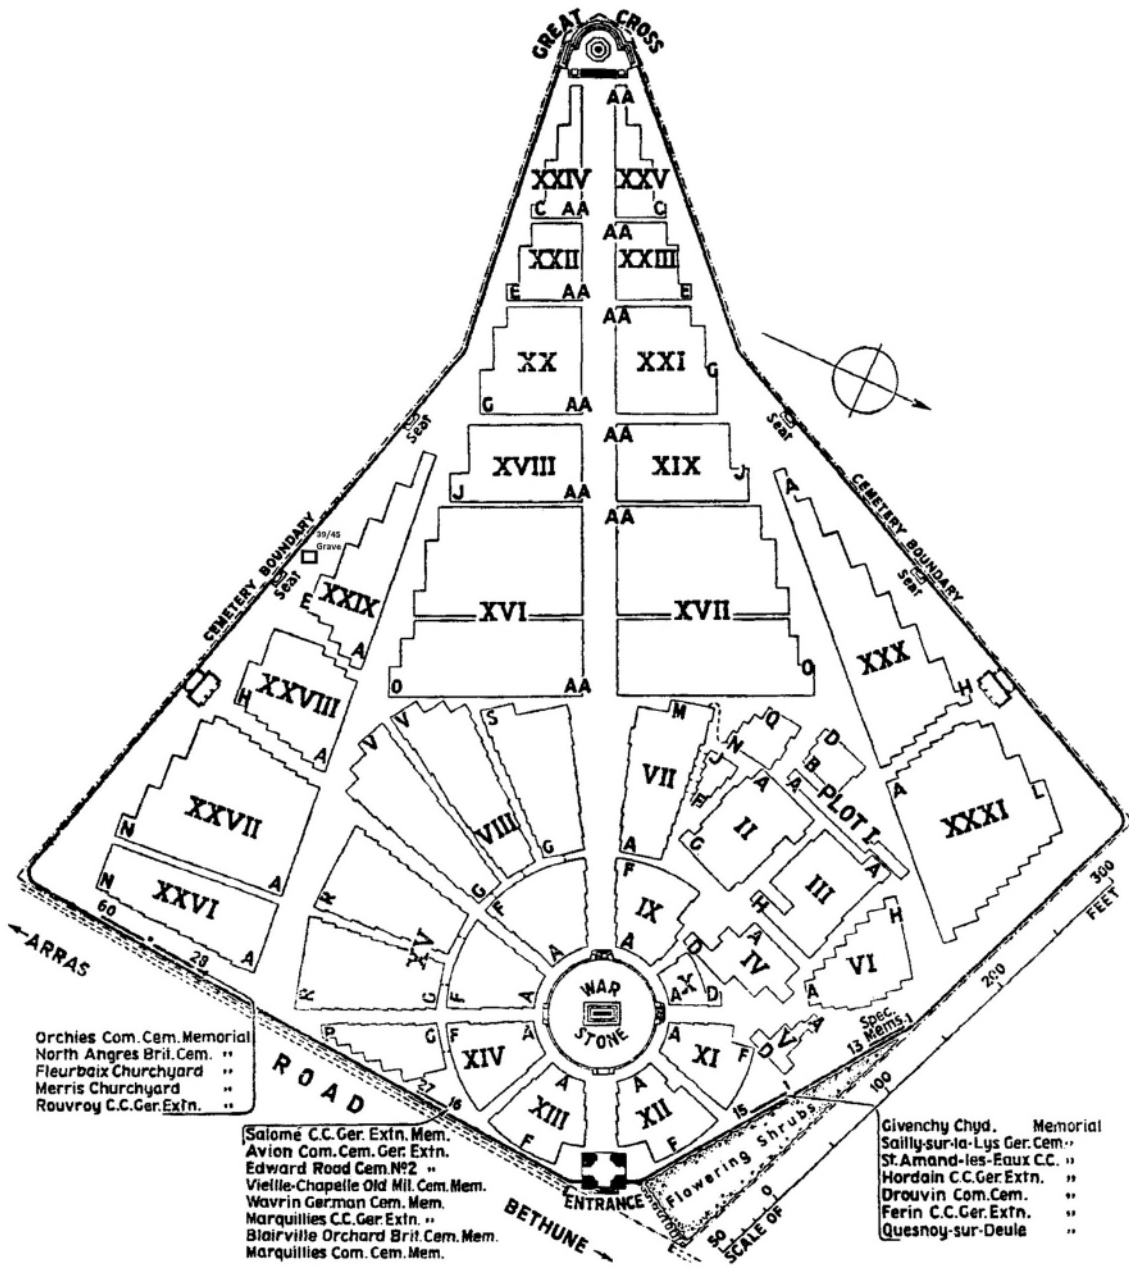 GREAT CROSS
AA
XXIV XXV
C AA C
AA
XXII XXIII
E AA E
AA
XX XXI
G
G AA
AA
Seat Seat
XVIII XIX
J AA J
AA
A
CEMETERY BOUNDARY
39/45
Grave
CEMETERY BOUNDARY
Seat Seat
XXIX
E
A
XVI XVII
XXX
O AA O
H
XXVIII
H
A
V V S
M
Q
N
D
B
J
F
VII
VIII
A
PLOT I
A
A
XXXI
L
XXVII
N
A
G
G
A
II
G
III
A
H
XXVI
N
A
R
F
F
IX
A
H
XV
A
D
A
IV
VI
A
X
A D
R G F A
WAR
STONE
60
28
ARRAS
300
FEET
200
100
0
50
SCALE OF
Spec.
13 Mems. 1
P G F A
XIV
A
XI
F
D V A
27
16
A
XIII
F
A
XII
F
15
1
Orchies Com. Cem. Memorial
North Angres Bril. Cem. "
Fleurbaix Churchyard "
Merris Churchyard "
Rouvroy C.C. Ger. Extn. "
ROAD
Salomé C.C. Ger. Extn. Mem.
Avion Com. Cem. Ger. Extn.
Edward Road Cem. Nº2 "
Vieille-Chapelle Old Mil. Cem. Mem.
Wavrin German Cem. Mem.
Marquillies C.C. Ger. Extn. "
Blairville Orchard Brit. Cem. Mem.
Marquillies Com. Cem. Mem.
ENTRANCE
BETHUNE
Flowering Shrubs
Givenchy Chyd. Memorial
Sailly-sur-la-Lys Ger. Cem. "
St. Amand-les-Eaux C.C. "
Hordain C.C. Ger. Extn. "
Drouvin Com. Cem. "
Ferin C.C. Ger. Extn. "
Quesnoy-sur-Deule "